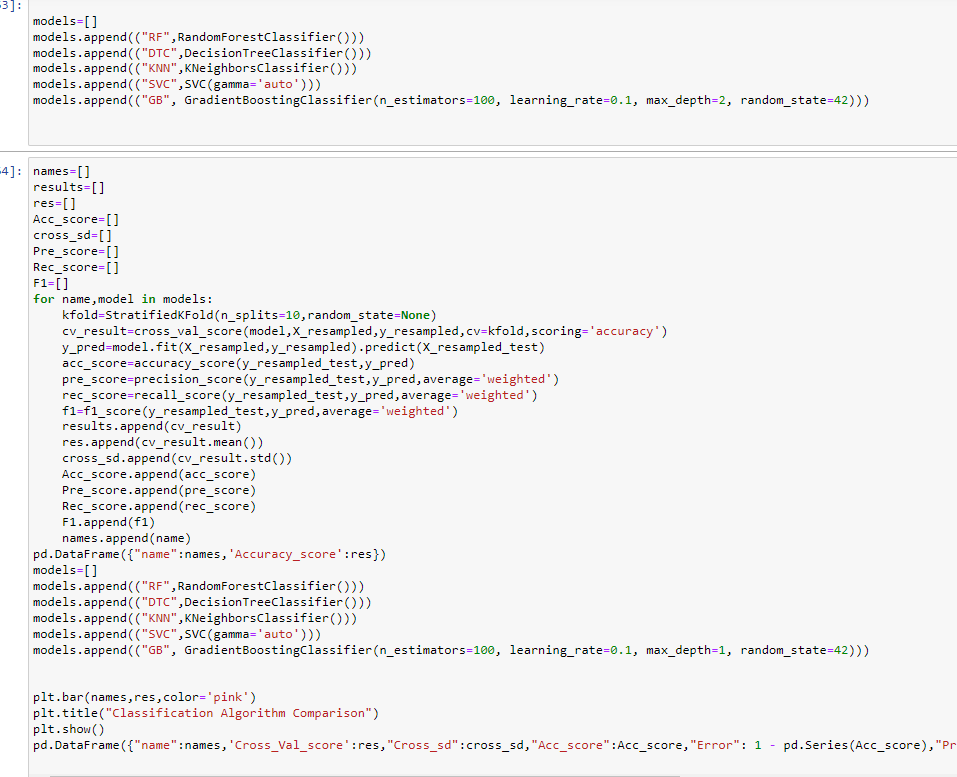 3]:
models=[]
models.append(("RF",RandomForestClassifier()))
models.append(("DTC",DecisionTreeClassifier()))
models.append(("KNN",KNeighborsClassifier()))
models.append(("SVC",SVC(gamma='auto')))
models.append(("GB", GradientBoostingClassifier(n_estimators=100, learning_rate=0.1, max_depth=2, random_state=42)))
4]:
names=[]
results=[]
res=[]
Acc_score=[]
cross_sd=[]
Pre_score=[]
Rec_score=[]
F1=[]
for name,model in models:
    kfold=StratifiedKFold(n_splits=10,random_state=None)
    cv_result=cross_val_score(model,X_resampled,y_resampled,cv=kfold,scoring='accuracy')
    y_pred=model.fit(X_resampled,y_resampled).predict(X_resampled_test)
    acc_score=accuracy_score(y_resampled_test,y_pred)
    pre_score=precision_score(y_resampled_test,y_pred,average='weighted')
    rec_score=recall_score(y_resampled_test,y_pred,average='weighted')
    f1=f1_score(y_resampled_test,y_pred,average='weighted')
    results.append(cv_result)
    res.append(cv_result.mean())
    cross_sd.append(cv_result.std())
    Acc_score.append(acc_score)
    Pre_score.append(pre_score)
    Rec_score.append(rec_score)
    F1.append(f1)
    names.append(name)
pd.DataFrame({"name":names,'Accuracy_score':res})
models=[]
models.append(("RF",RandomForestClassifier()))
models.append(("DTC",DecisionTreeClassifier()))
models.append(("KNN",KNeighborsClassifier()))
models.append(("SVC",SVC(gamma='auto')))
models.append(("GB", GradientBoostingClassifier(n_estimators=100, learning_rate=0.1, max_depth=1, random_state=42)))
plt.bar(names,res,color='pink')
plt.title("Classification Algorithm Comparison")
plt.show()
pd.DataFrame({"name":names,'Cross_Val_score':res,"Cross_sd":cross_sd,"Acc_score":Acc_score,"Error": 1 - pd.Series(Acc_score),"Pr